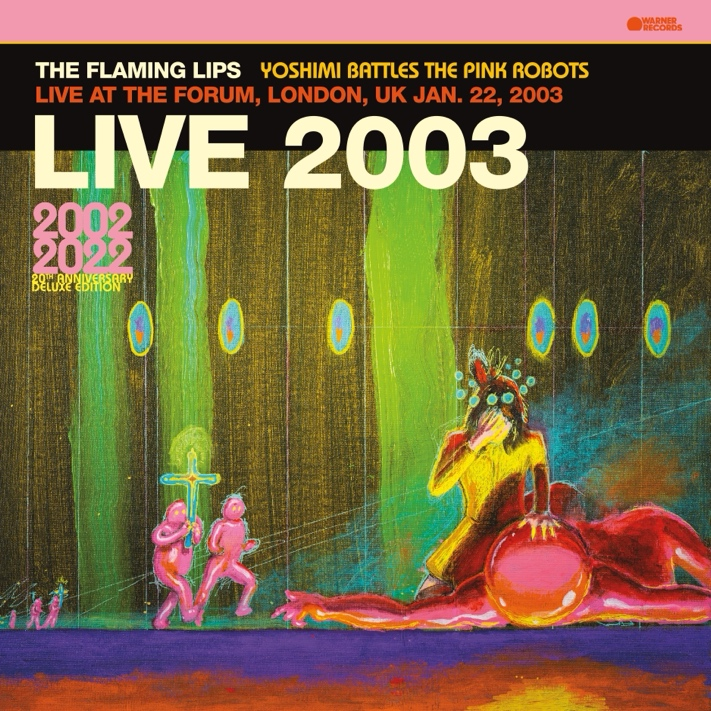 WARNER
RECORDS
THE FLAMING LIPS YOSHIMI BATTLES THE PINK ROBOTS
LIVE AT THE FORUM, LONDON, UK JAN. 22, 2003
LIVE 2003
2002
2022
20TH ANNIVERSARY
DELUXE EDITION